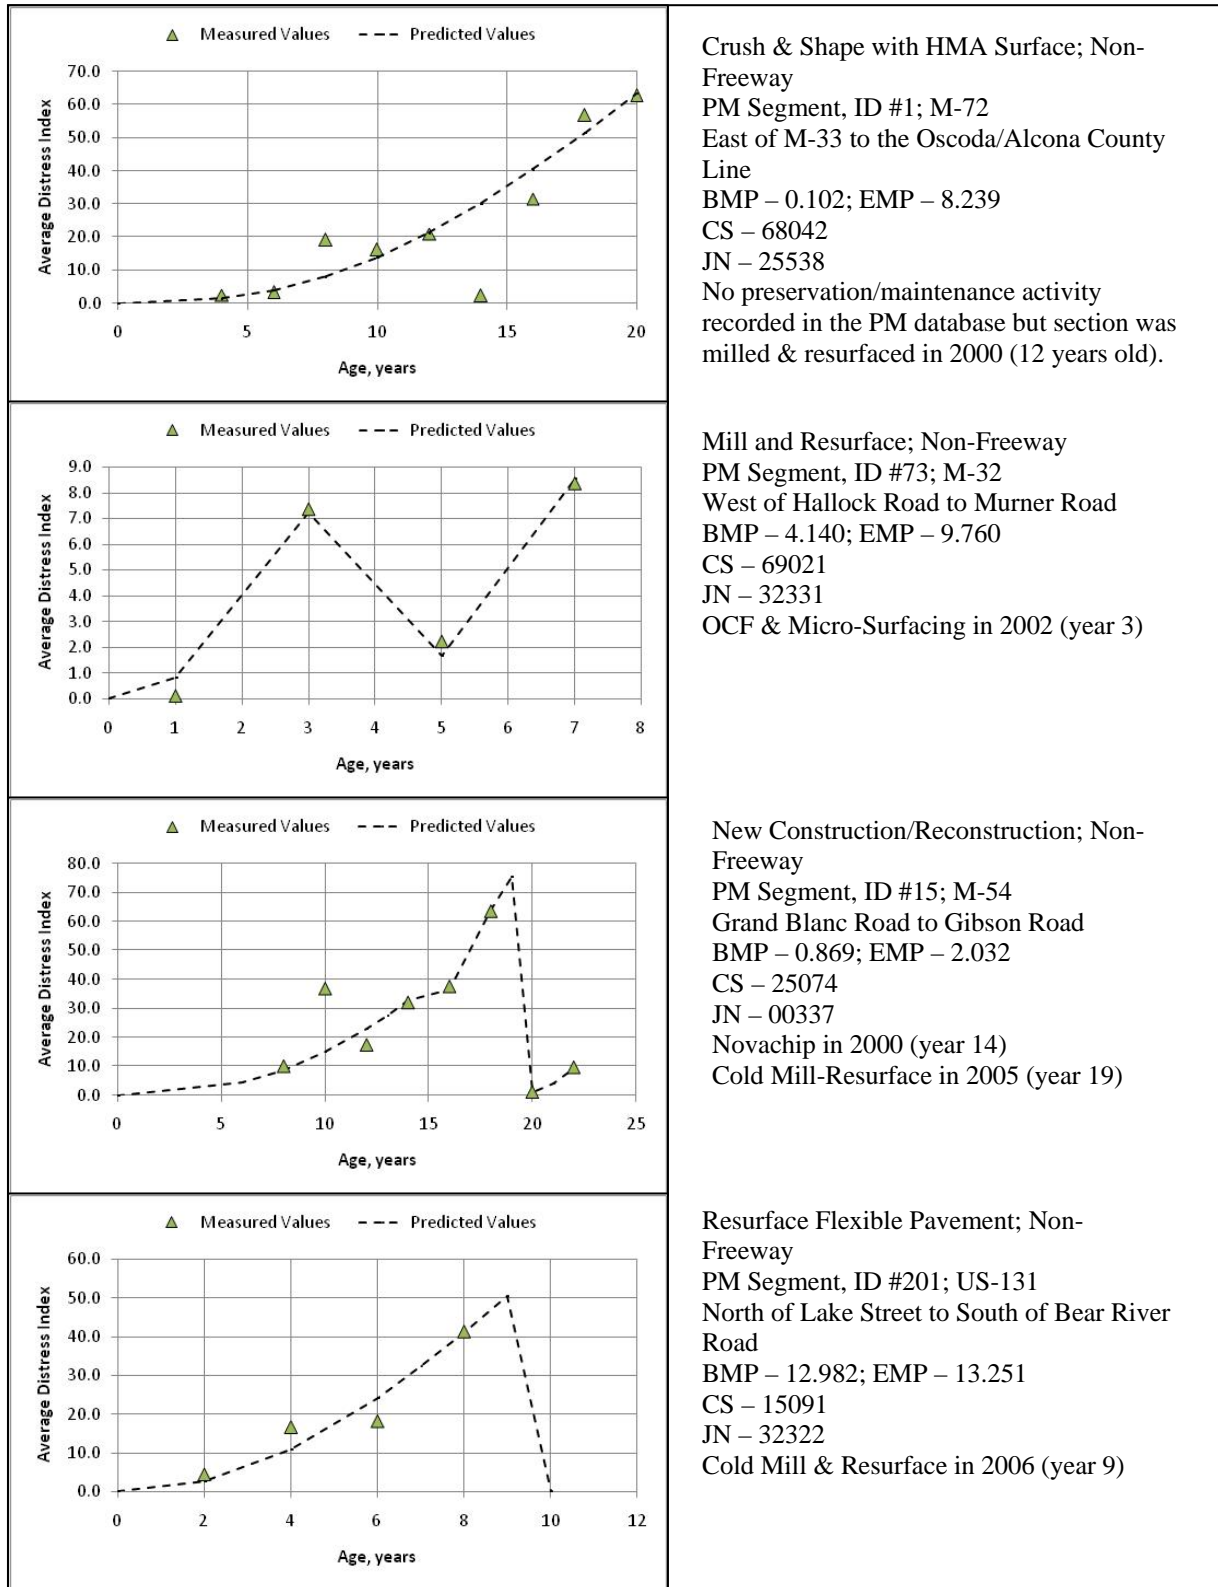 Measured Values
Predicted Values
70.0
60.0
50.0
40.0
30.0
20.0
10.0
0.0
Average Distress Index
0 5 10 15 20
Age, years
Crush & Shape with HMA Surface; Non-
Freeway
PM Segment, ID #1; M-72
East of M-33 to the Oscoda/Alcona County
Line
BMP – 0.102; EMP – 8.239
CS – 68042
JN – 25538
No preservation/maintenance activity
recorded in the PM database but section was
milled & resurfaced in 2000 (12 years old).
Measured Values
Predicted Values
9.0
8.0
7.0
6.0
5.0
4.0
3.0
2.0
1.0
0.0
Average Distress Index
0 1 2 3 4 5 6 7 8
Age, years
Mill and Resurface; Non-Freeway
PM Segment, ID #73; M-32
West of Hallock Road to Murner Road
BMP – 4.140; EMP – 9.760
CS – 69021
JN – 32331
OCF & Micro-Surfacing in 2002 (year 3)
Measured Values
Predicted Values
80.0
70.0
60.0
50.0
40.0
30.0
20.0
10.0
0.0
Average Distress Index
0 5 10 15 20 25
Age, years
New Construction/Reconstruction; Non-
Freeway
PM Segment, ID #15; M-54
Grand Blanc Road to Gibson Road
BMP – 0.869; EMP – 2.032
CS – 25074
JN – 00337
Novachip in 2000 (year 14)
Cold Mill-Resurface in 2005 (year 19)
Measured Values
Predicted Values
60.0
50.0
40.0
30.0
20.0
10.0
0.0
Average Distress Index
0 2 4 6 8 10 12
Age, years
Resurface Flexible Pavement; Non-
Freeway
PM Segment, ID #201; US-131
North of Lake Street to South of Bear River
Road
BMP – 12.982; EMP – 13.251
CS – 15091
JN – 32322
Cold Mill & Resurface in 2006 (year 9)